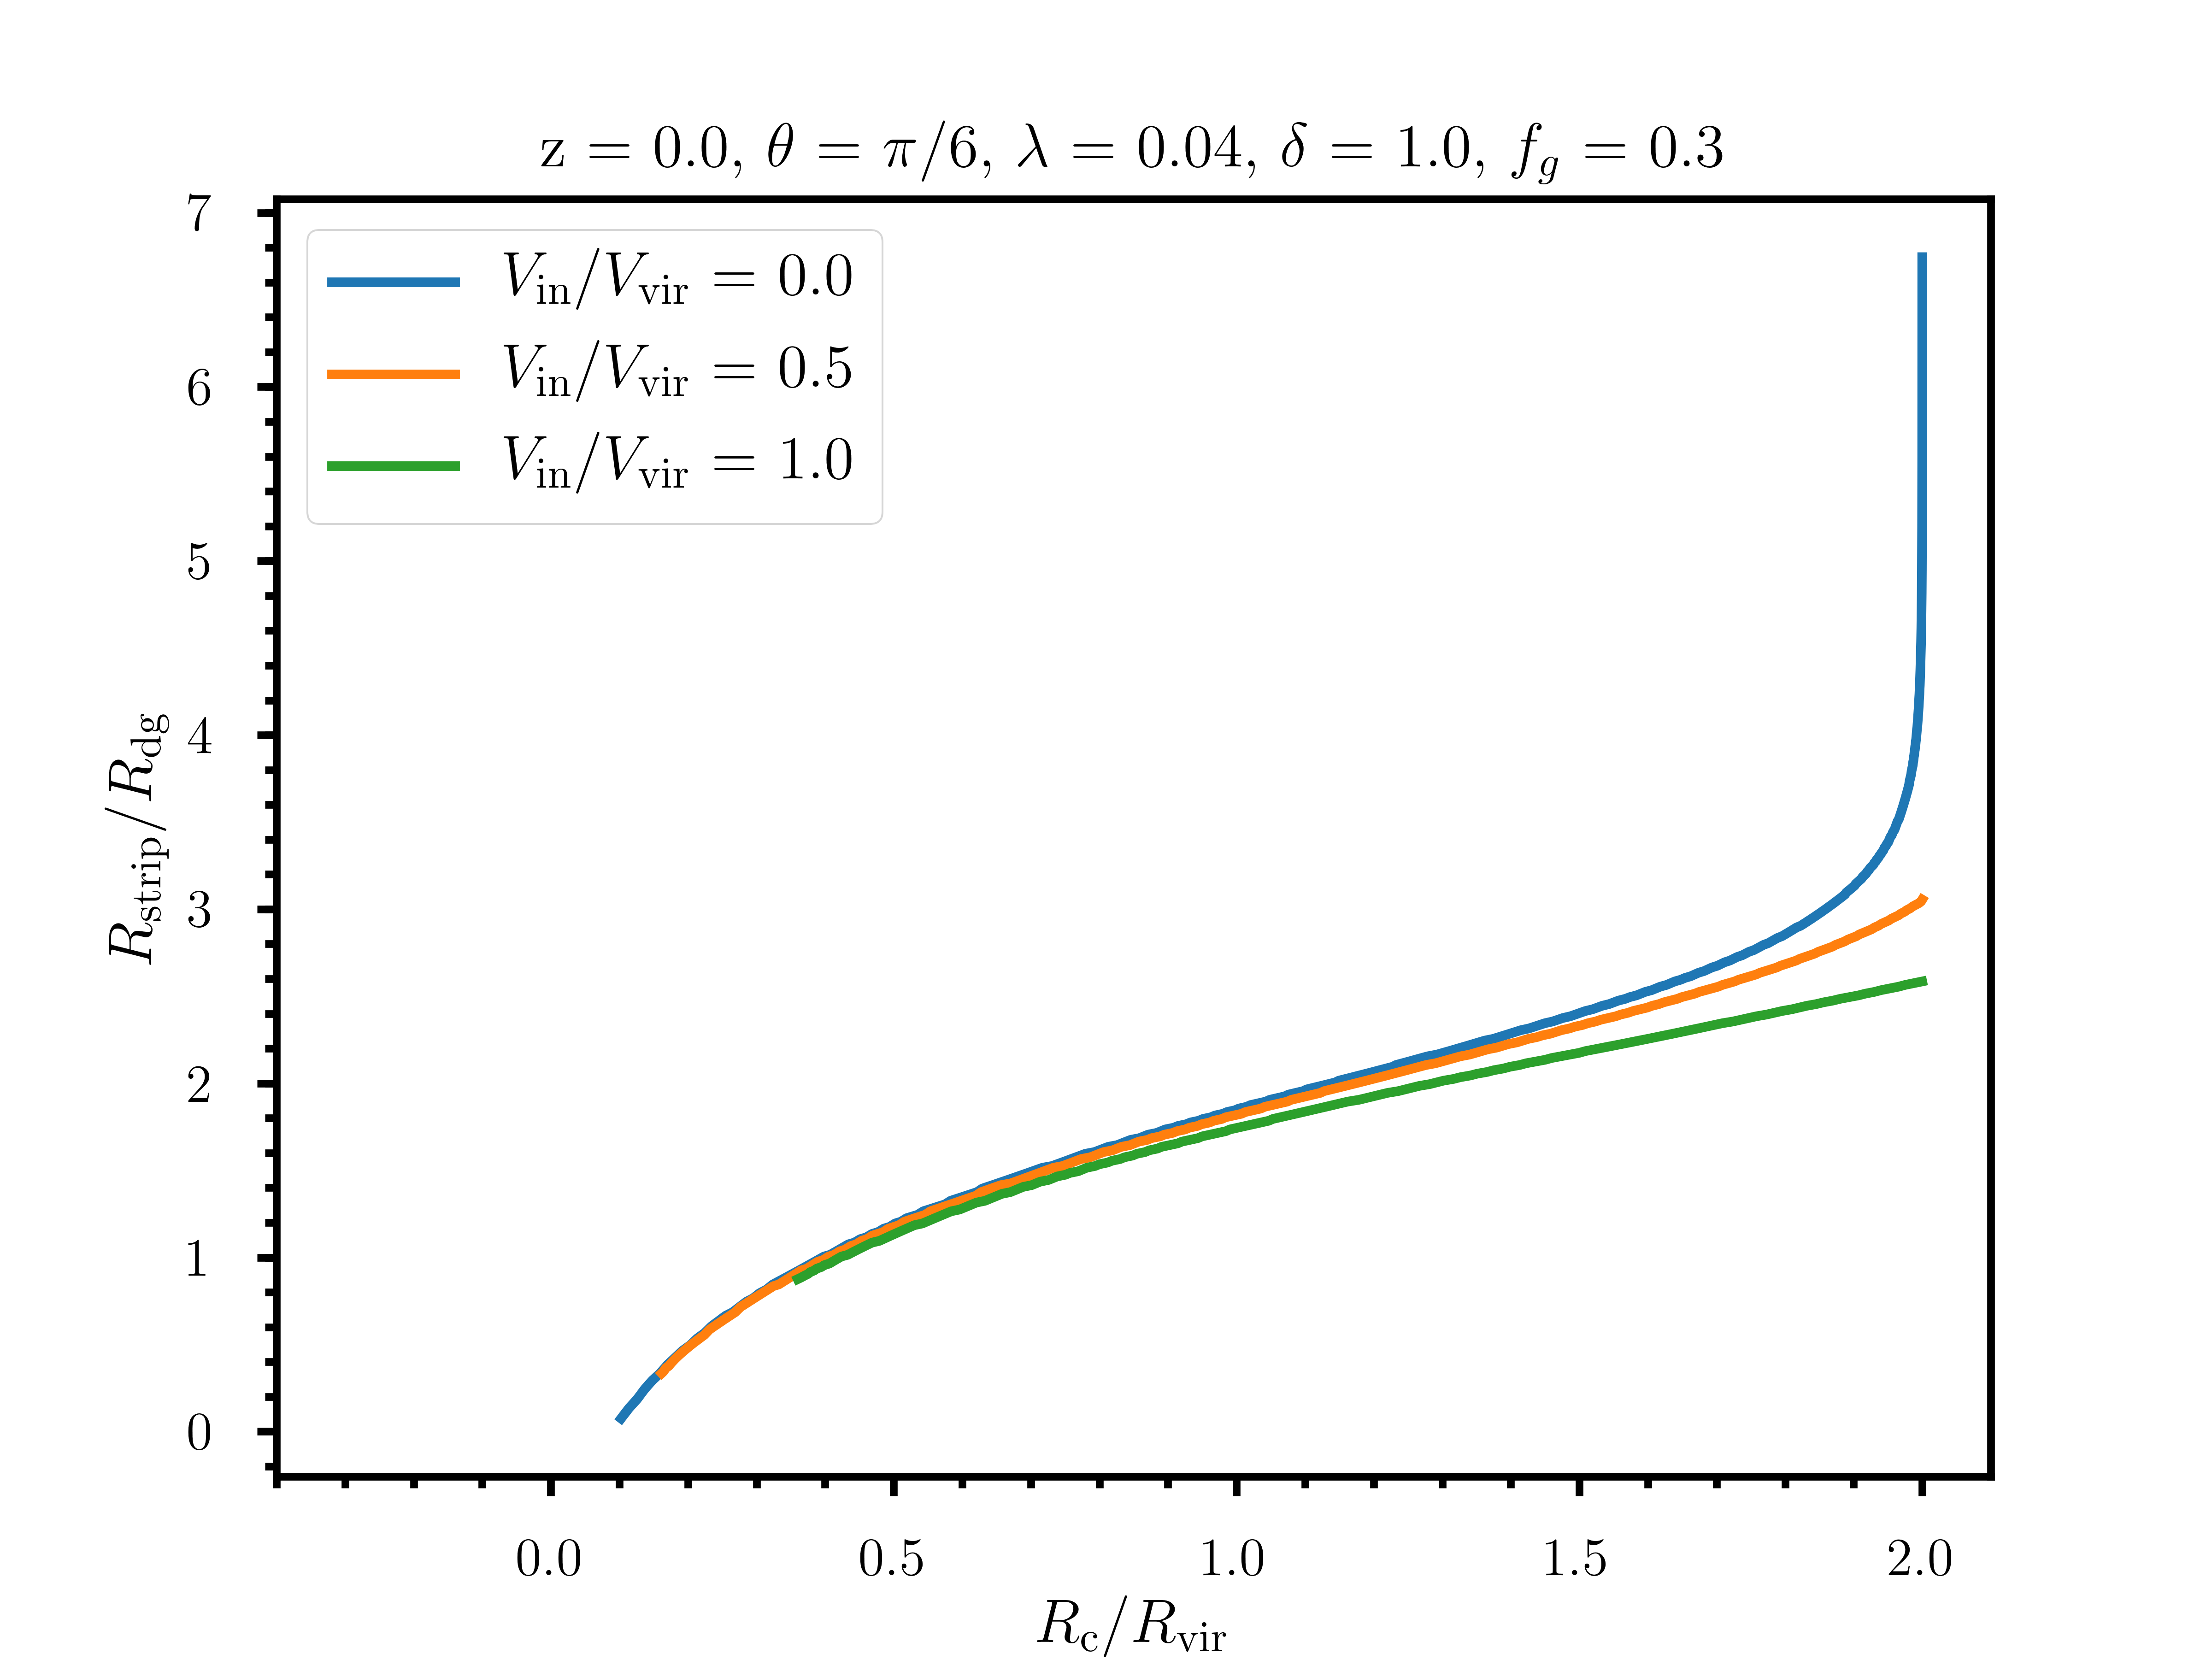 z = 0.0, θ = π/6, λ = 0.04, δ = 1.0, f_g = 0.3
7
6
5
4
3
2
1
0
V_in/V_vir = 0.0
V_in/V_vir = 0.5
V_in/V_vir = 1.0
R_strip/R_dg
0.0 0.5 1.0 1.5 2.0
R_c/R_vir